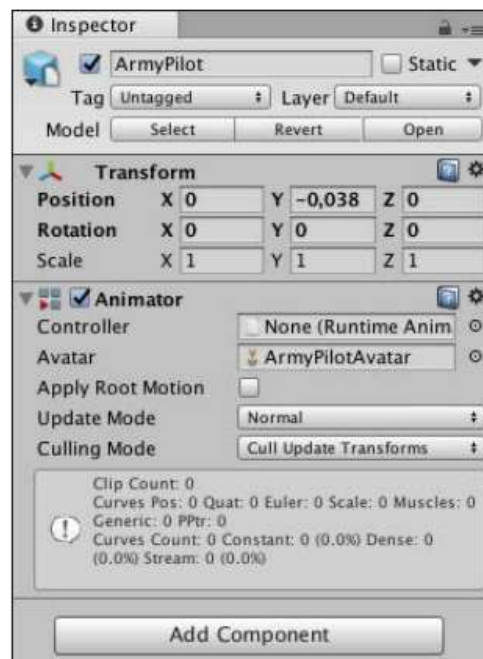 Inspector
ArmyPilot Static
Tag Untagged Layer Default
Model Select Revert Open
Transform
Position X 0 Y -0,038 Z 0
Rotation X 0 Y 0 Z 0
Scale X 1 Y 1 Z 1
Animator
Controller None (Runtime Anim
Avatar ArmyPilotAvatar
Apply Root Motion
Update Mode Normal
Culling Mode Cull Update Transforms
Clip Count: 0
Curves Pos: 0 Quat: 0 Euler: 0 Scale: 0 Muscles: 0
Generic: 0 PPtr: 0
Curves Count: 0 Constant: 0 (0.0%) Dense: 0
(0.0%) Stream: 0 (0.0%)
Add Component